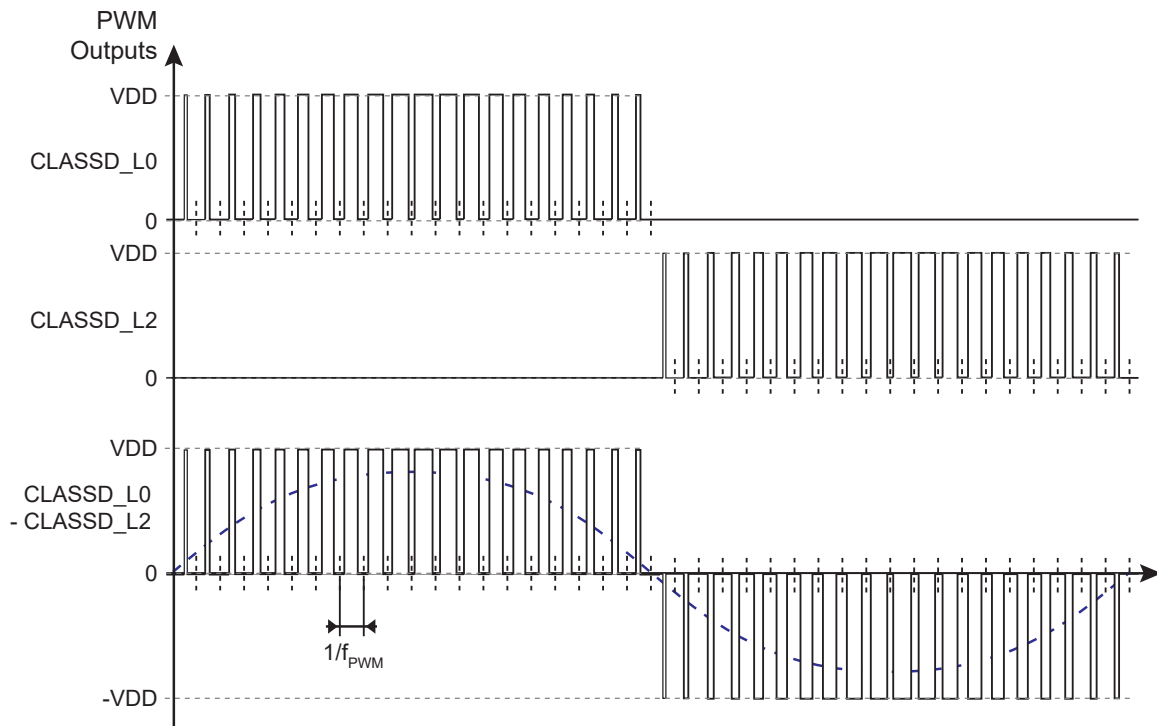 PWM
Outputs
VDD
CLASSD_L0
0
VDD
CLASSD_L2
0
VDD
CLASSD_L0
- CLASSD_L2
0
1/fPWM
-VDD